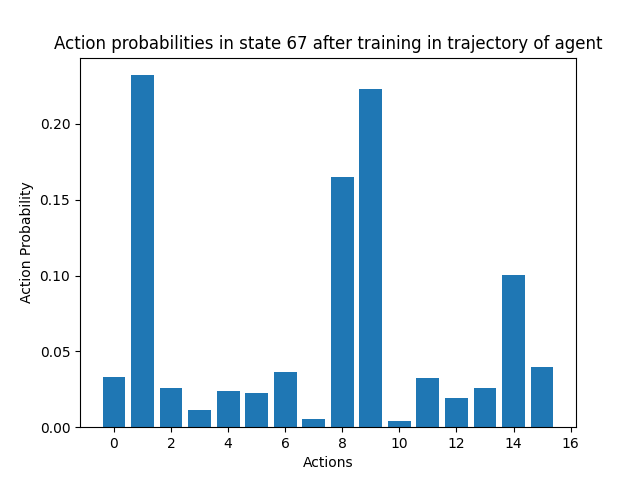 Action probabilities in state 67 after training in trajectory of agent
0.20
0.15
0.10
0.05
0.00
Action Probability
0 2 4 6 8 10 12 14 16
Actions